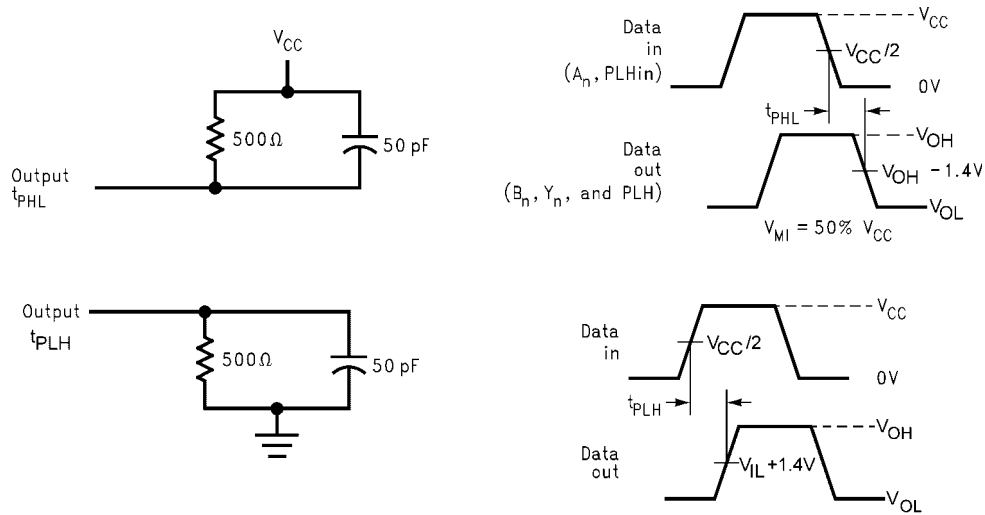 V_CC
500Ω
50 pF
Output
t_PHL
Data
in
(A_n, PLHin)
V_CC
V_CC/2
0V
t_PHL
Data
out
(B_n, Y_n, and PLH)
V_OH
V_OH - 1.4V
V_OL
V_MI = 50% V_CC
Output
t_PLH
500Ω
50 pF
Data
in
V_CC
V_CC/2
0V
t_PLH
Data
out
V_OH
V_IL +1.4V
V_OL